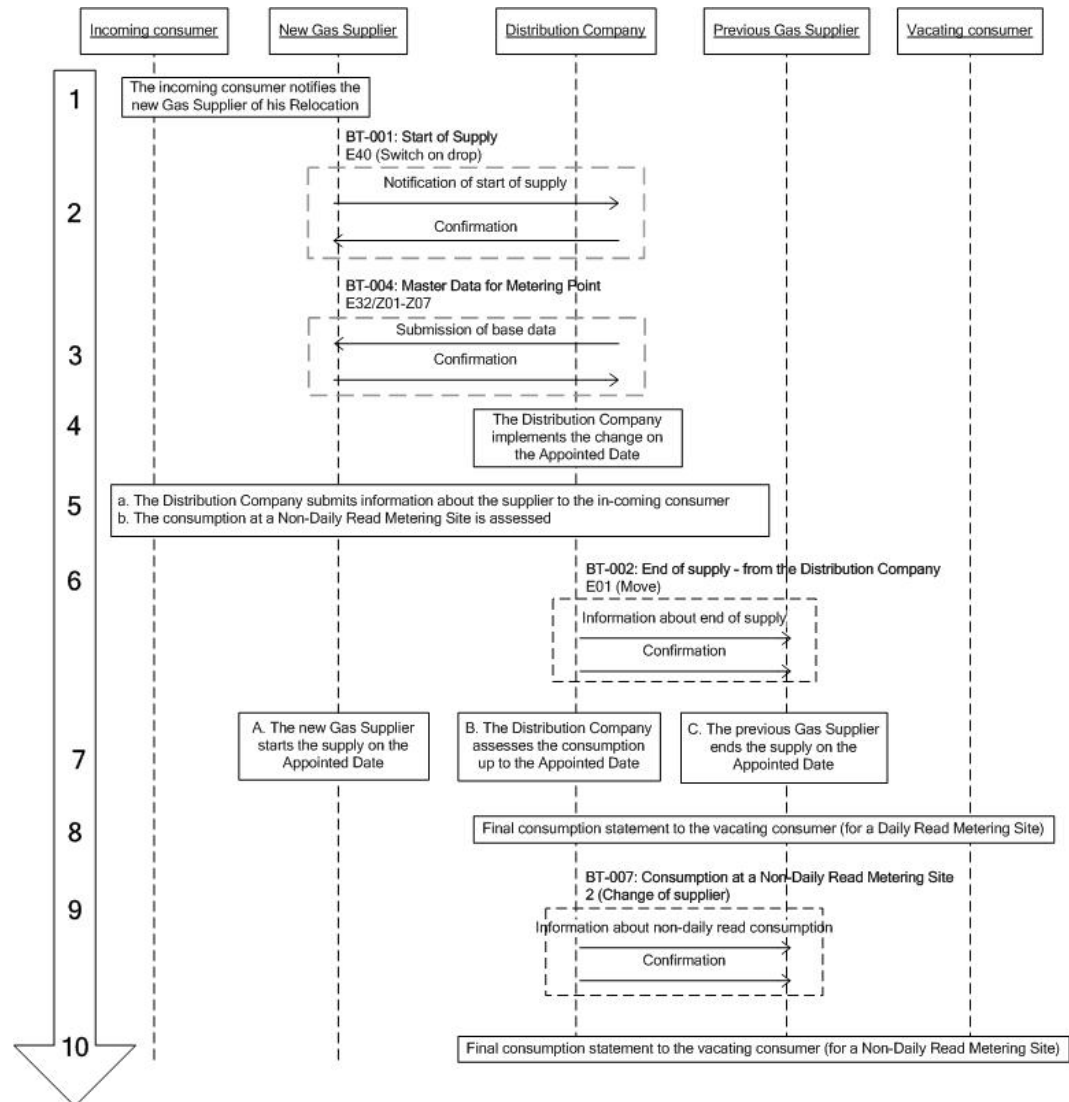 Incoming consumer
New Gas Supplier
Distribution Company
Previous Gas Supplier
Vacating consumer
1
The incoming consumer notifies the
new Gas Supplier of his Relocation
BT-001: Start of Supply
E40 (Switch on drop)
2
Notification of start of supply
Confirmation
BT-004: Master Data for Metering Point
E32/Z01-Z07
3
Submission of base data
Confirmation
4
The Distribution Company
implements the change on
the Appointed Date
5
a. The Distribution Company submits information about the supplier to the in-coming consumer
b. The consumption at a Non-Daily Read Metering Site is assessed
6
BT-002: End of supply - from the Distribution Company
E01 (Move)
Information about end of supply
Confirmation
7
A. The new Gas Supplier
starts the supply on the
Appointed Date
B. The Distribution Company
assesses the consumption
up to the Appointed Date
C. The previous Gas Supplier
ends the supply on the
Appointed Date
8
Final consumption statement to the vacating consumer (for a Daily Read Metering Site)
BT-007: Consumption at a Non-Daily Read Metering Site
2 (Change of supplier)
9
Information about non-daily read consumption
Confirmation
10
Final consumption statement to the vacating consumer (for a Non-Daily Read Metering Site)